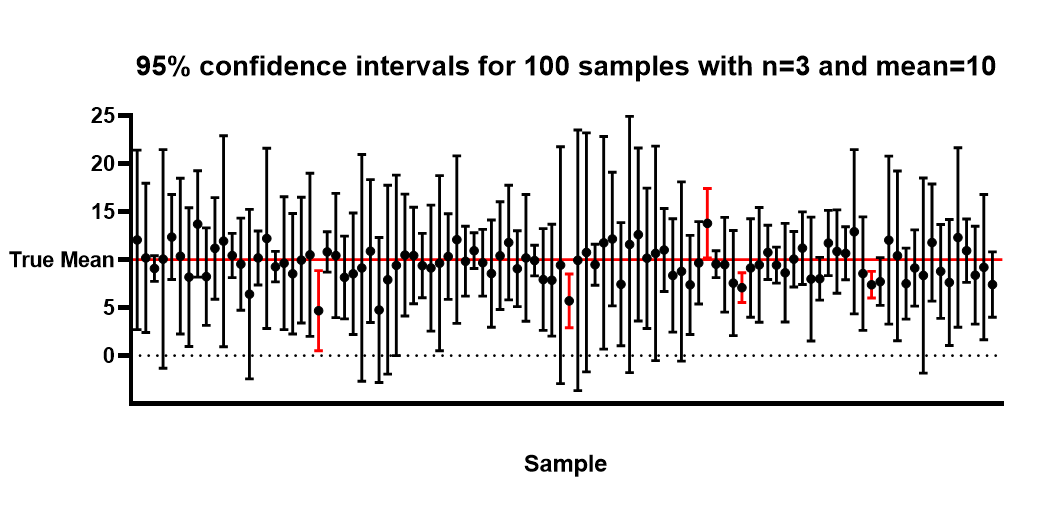 95% confidence intervals for 100 samples with n=3 and mean=10
25
20
15
True Mean
5
0
Sample